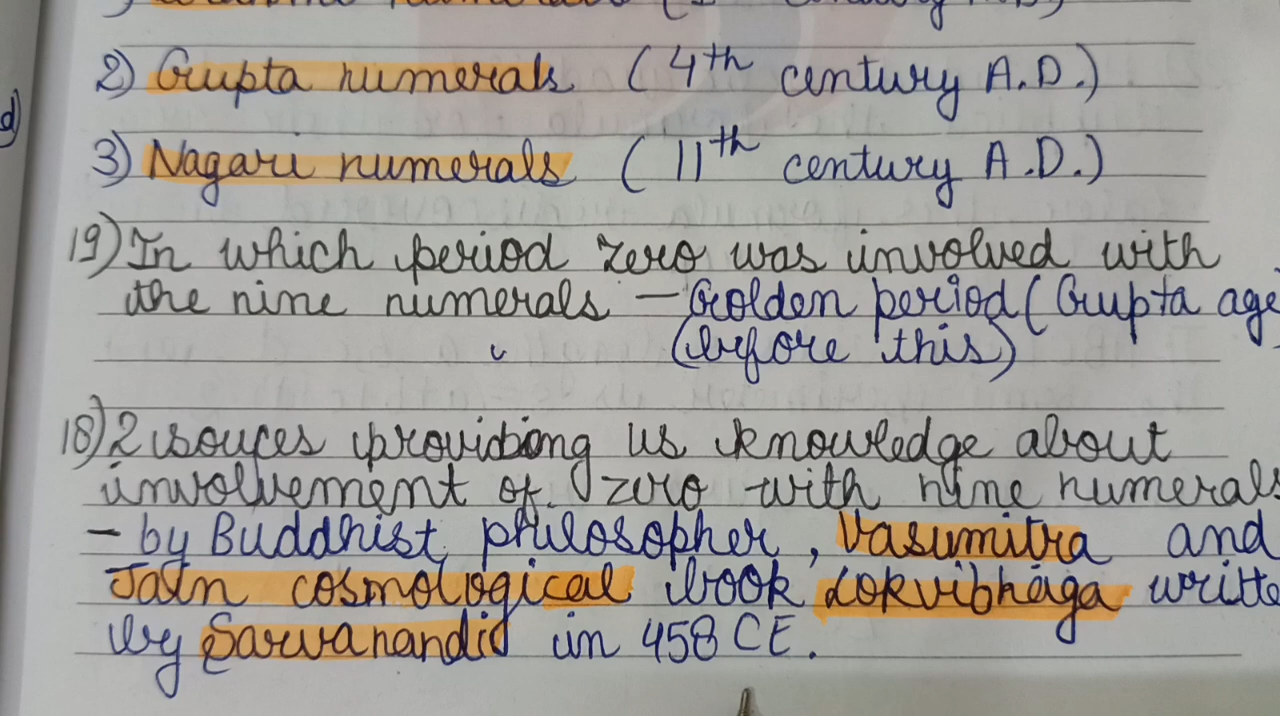 2) Gupta numerals (4th century A.D.)
d)
3) Nagari numerals (11th century A.D.)
19) In which period zero was involved with
the nine numerals - Golden period (Gupta age)
(before this)
18) 2 souces providing us knowledge about
involvement of zero with nine numerals
- by Buddhist philosopher, Vasumitra and
Jain cosmological book Lokvibhaga writte
by Sarvanandi in 458 CE.